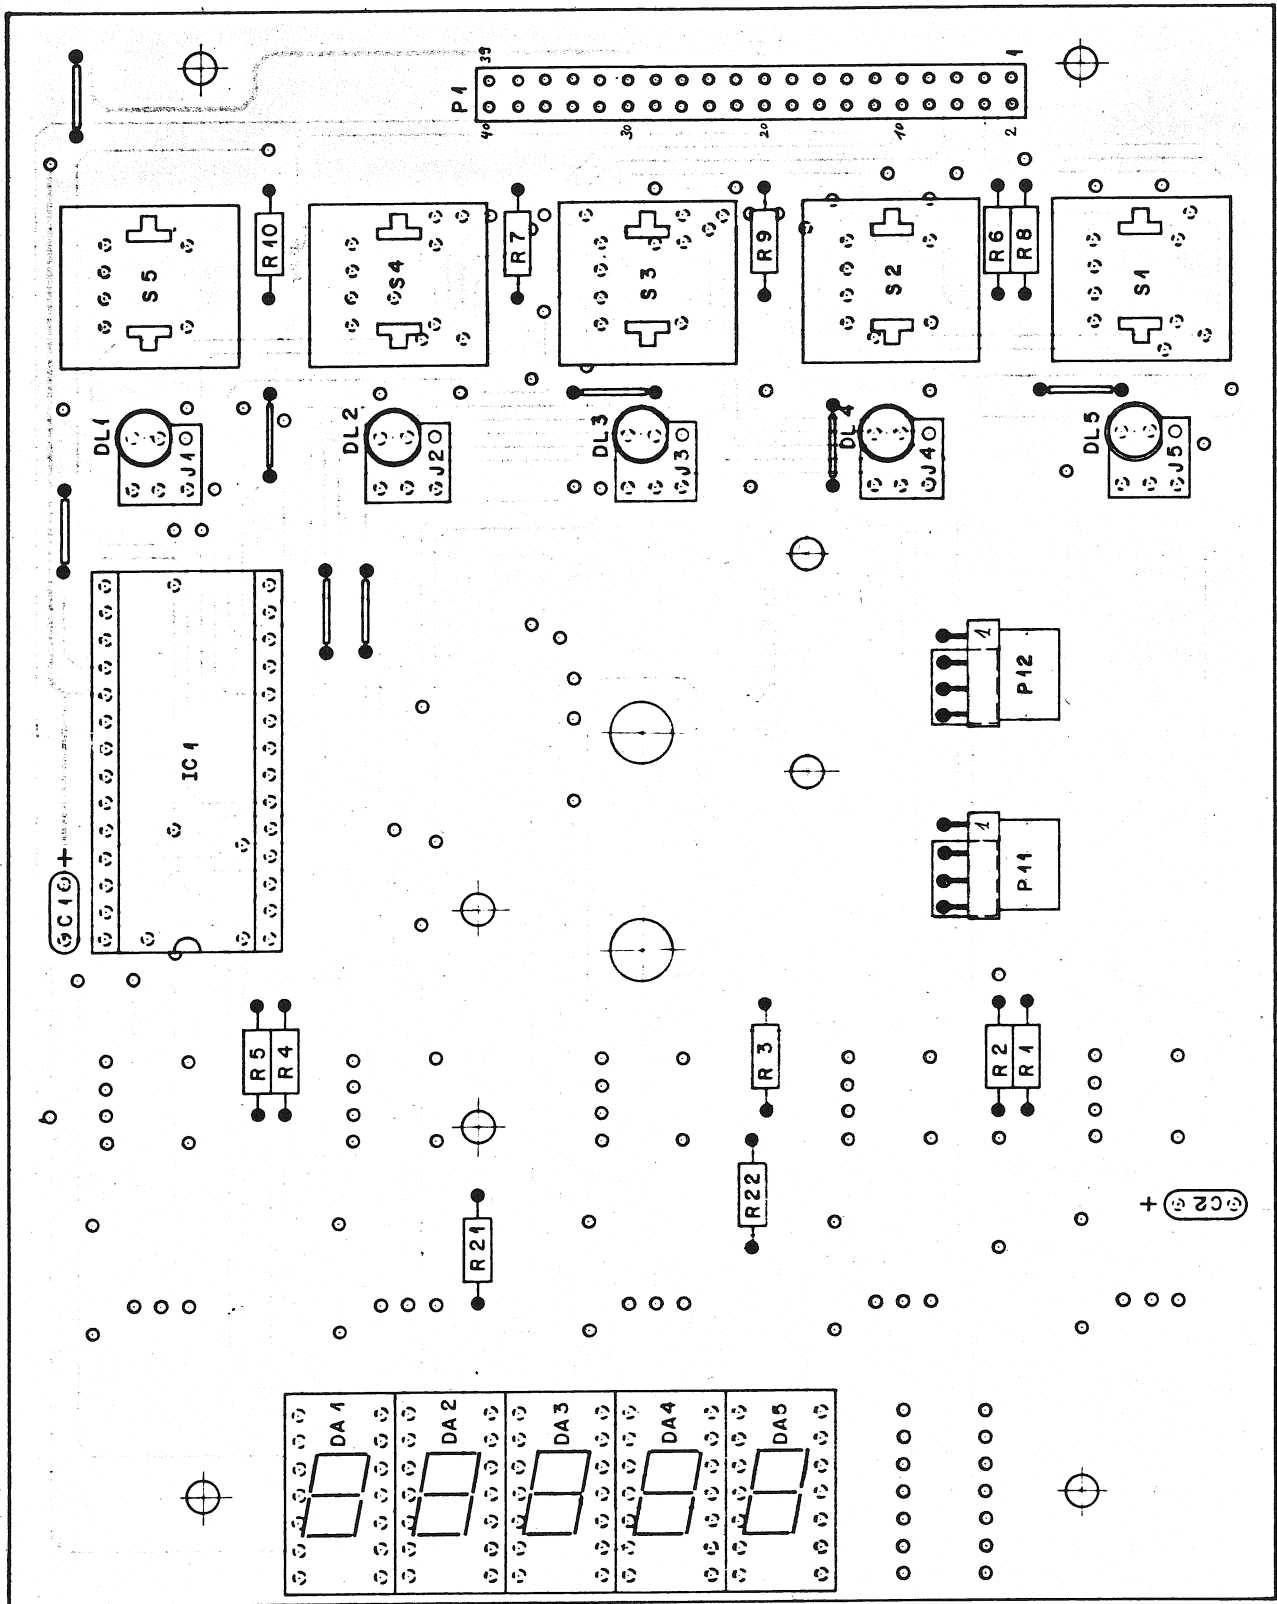 39
1
P1
40
30
20
10
2
S5
R10
S4
R7
S3
R9
S2
R6
R8
S1
DL1
J1
DL2
J2
DL3
J3
DL4
J4
DL5
J5
IC1
1
P12
1
P11
C1
+
R5
R4
R3
R2
R1
R21
R22
+
C2
DA1
DA2
DA3
DA4
DA5